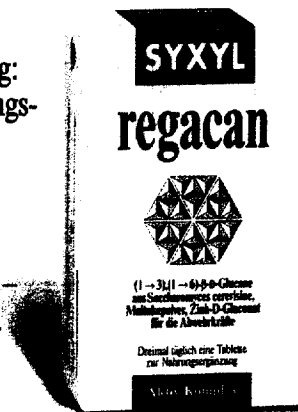 g:
ngs-
SYXYL
regacan
(1→3),(1→6)-β-D-Glucane
aus Saccharomyces cerevisiae,
Zink-D-Gluconat
für die Abwehrkräfte
Dreimal täglich eine Tablette
zur Nahrungsergänzung